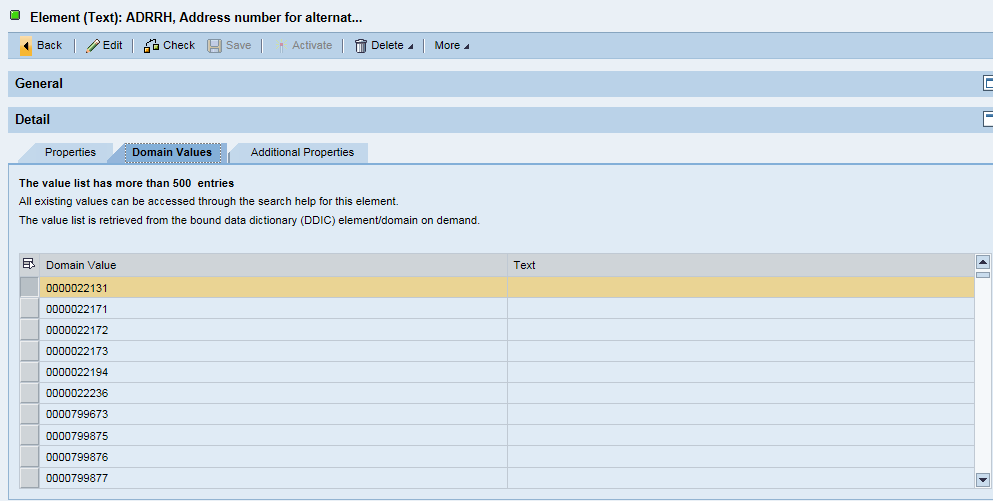 Element (Text): ADRRH, Address number for alternat...
Back Edit Check Save Activate Delete More
General
Detail
Properties Domain Values Additional Properties
The value list has more than 500 entries
All existing values can be accessed through the search help for this element.
The value list is retrieved from the bound data dictionary (DDIC) element/domain on demand.
Domain Value Text
0000022131
0000022171
0000022172
0000022173
0000022194
0000022236
0000799673
0000799875
0000799876
0000799877